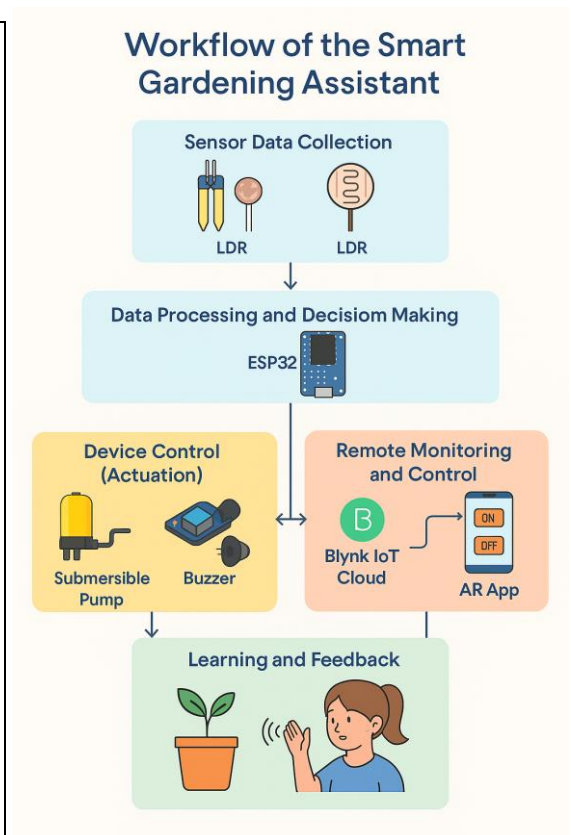 Workflow of the Smart
Gardening Assistant
Sensor Data Collection
LDR
LDR
Data Processing and Decisiom Making
ESP32
Device Control
(Actuation)
Submersible
Pump
Buzzer
Remote Monitoring
and Control
B
Blynk IoT
Cloud
ON
OFF
AR App
Learning and Feedback